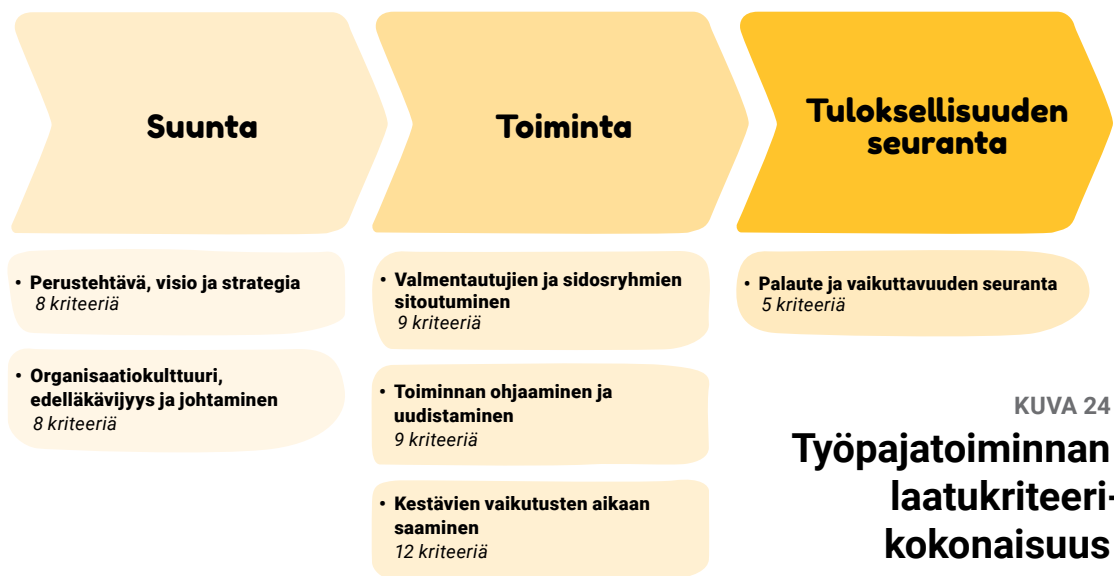 Suunta
Toiminta
Tuloksellisuuden
seuranta
• Perustehtävä, visio ja strategia
8 kriteeriä
• Organisaatiokulttuuri,
edelläkävijyys ja johtaminen
8 kriteeriä
• Valmentautujien ja sidosryhmien
sitoutuminen
9 kriteeriä
• Toiminnan ohjaaminen ja
uudistaminen
9 kriteeriä
• Kestävien vaikutusten aikaan
saaminen
12 kriteeriä
• Palaute ja vaikuttavuuden seuranta
5 kriteeriä
KUVA 24
Työpajatoiminnan
laatukriteeri-
kokonaisuus